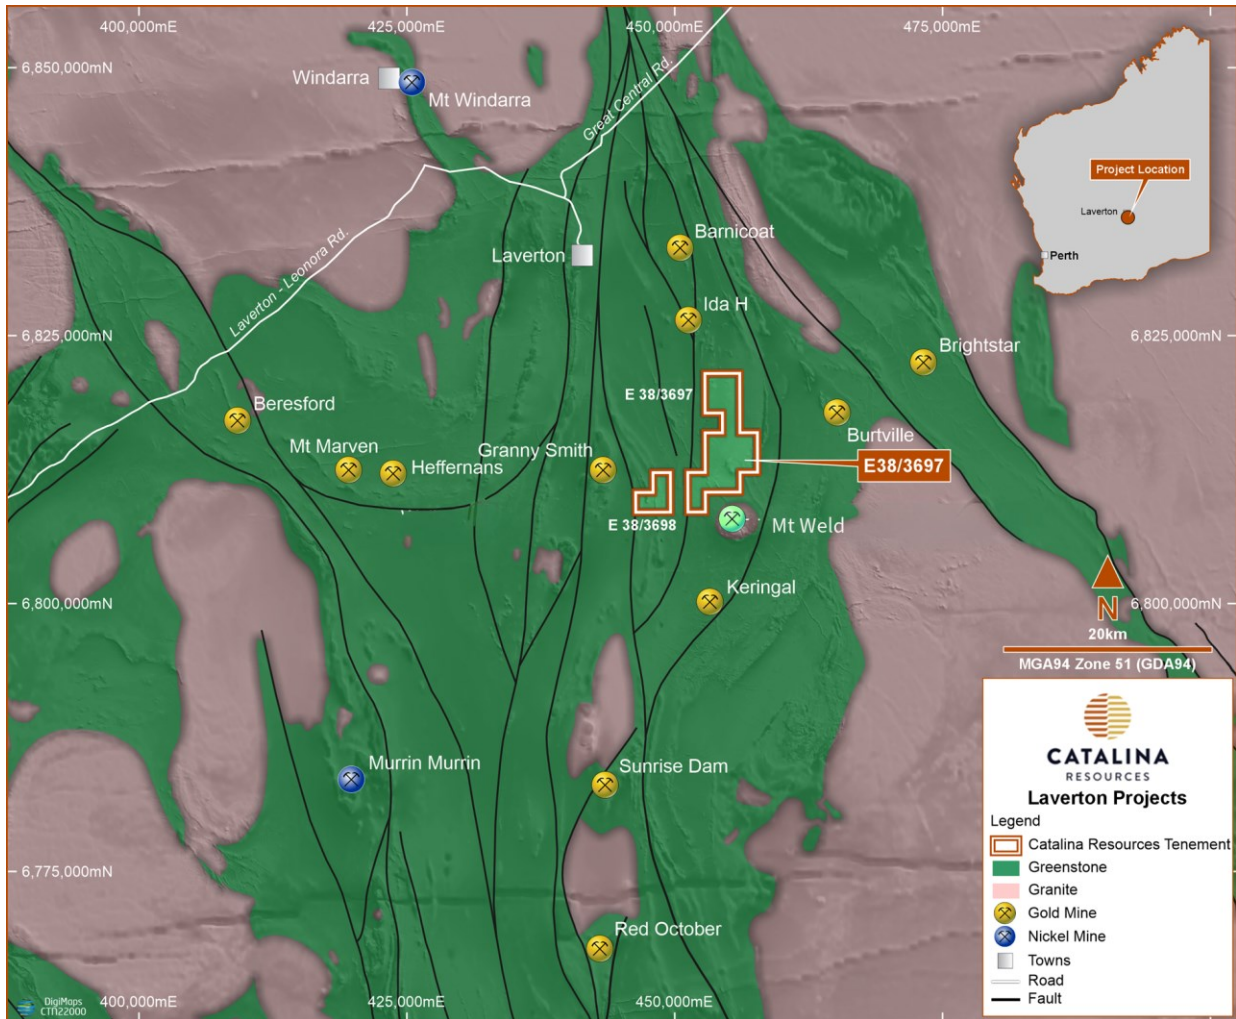 400,000mE
425,000mE
450,000mE
475,000mE
6,850,000mN
Windarra
Mt Windarra
Great Central Rd.
Project Location
Laverton
Perth
Barnicoat
Laverton
Laverton - Leonora Rd.
Ida H
6,825,000mN
6,825,000mN
Brightstar
E 38/3697
Beresford
Burtville
Mt Marven
Granny Smith
Heffernans
E38/3697
E 38/3698
Mt Weld
Keringal
6,800,000mN
N
6,800,000mN
20km
MGA94 Zone 51 (GDA94)
CATALINA
RESOURCES
Laverton Projects
Legend
Catalina Resources Tenement
Greenstone
Granite
Gold Mine
Nickel Mine
Towns
Road
Fault
Murrin Murrin
Sunrise Dam
6,775,000mN
Red October
DigiMaps
CTN22000
400,000mE
425,000mE
450,000mE